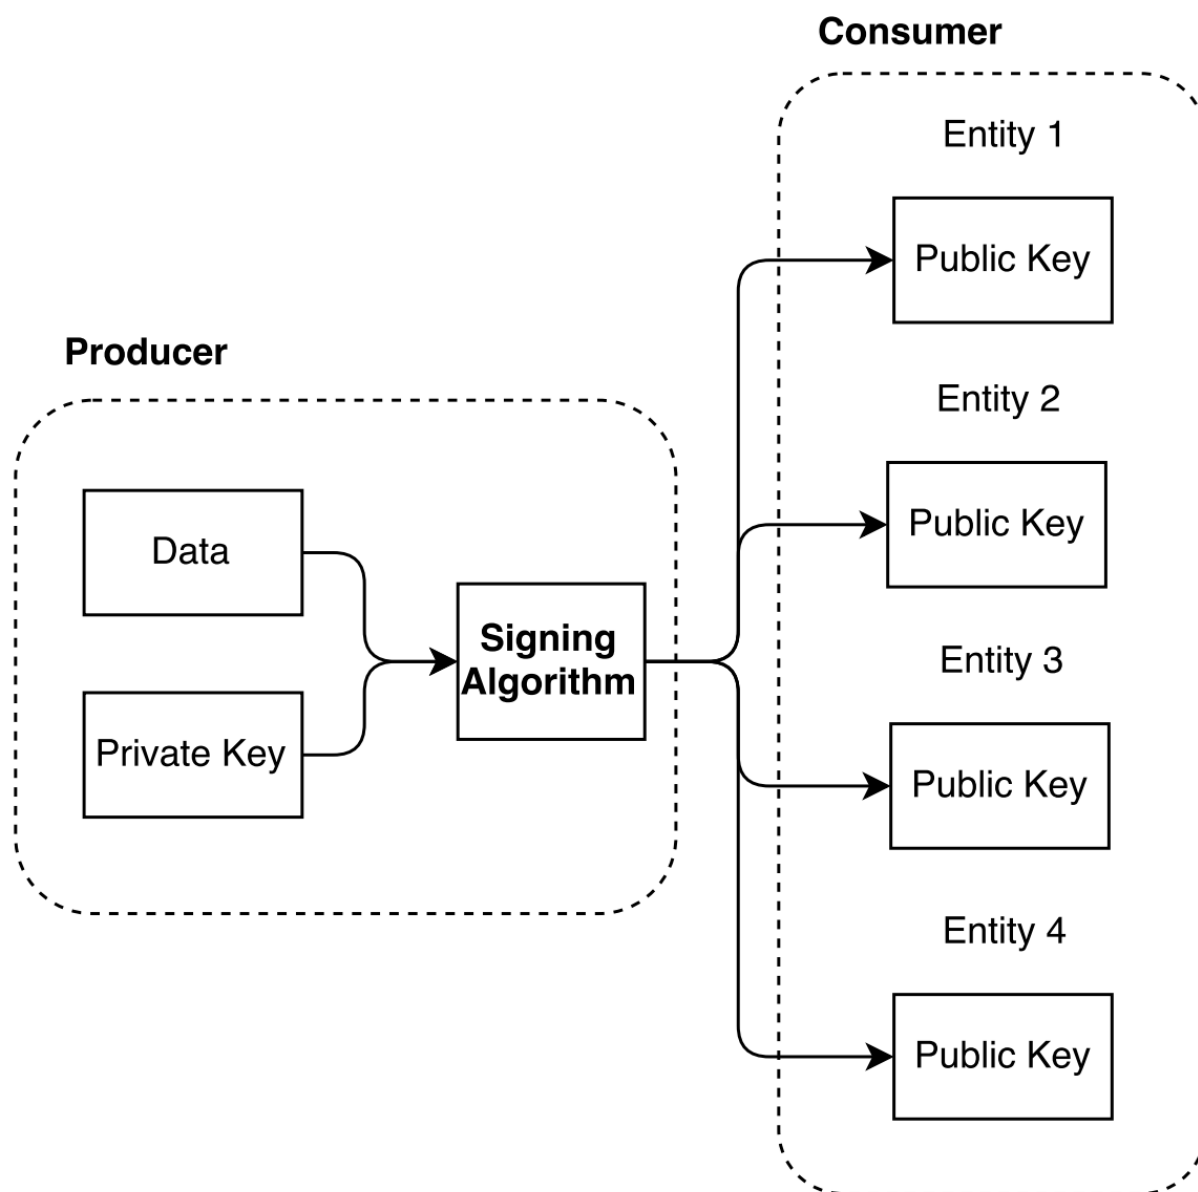 Consumer
Entity 1
Public Key
Producer
Entity 2
Data
Public Key
Signing
Algorithm
Entity 3
Private Key
Public Key
Entity 4
Public Key